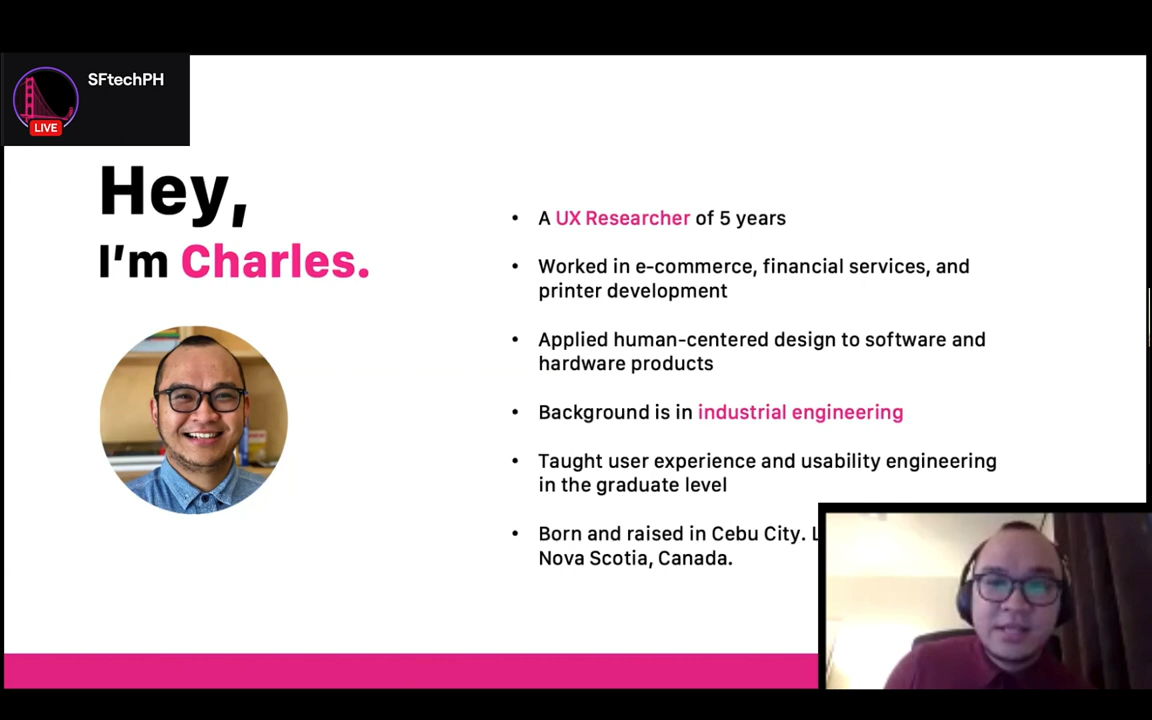 SFtechPH
LIVE
Hey,
I'm Charles.
• A UX Researcher of 5 years
• Worked in e-commerce, financial services, and
printer development
• Applied human-centered design to software and
hardware products
• Background is in industrial engineering
• Taught user experience and usability engineering
in the graduate level
• Born and raised in Cebu City.
Nova Scotia, Canada.